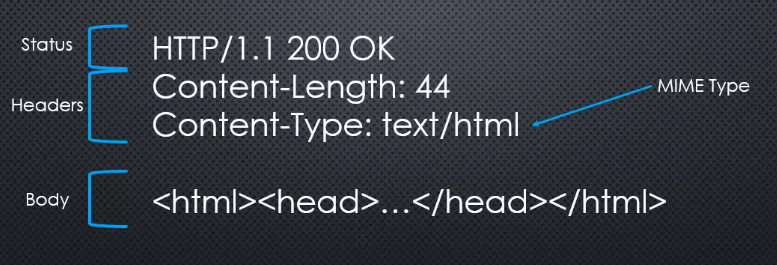 Status
HTTP/1.1 200 OK
Content-Length: 44
MIME Type
Headers
Content-Type: text/html
Body
<html><head>...</head></html>